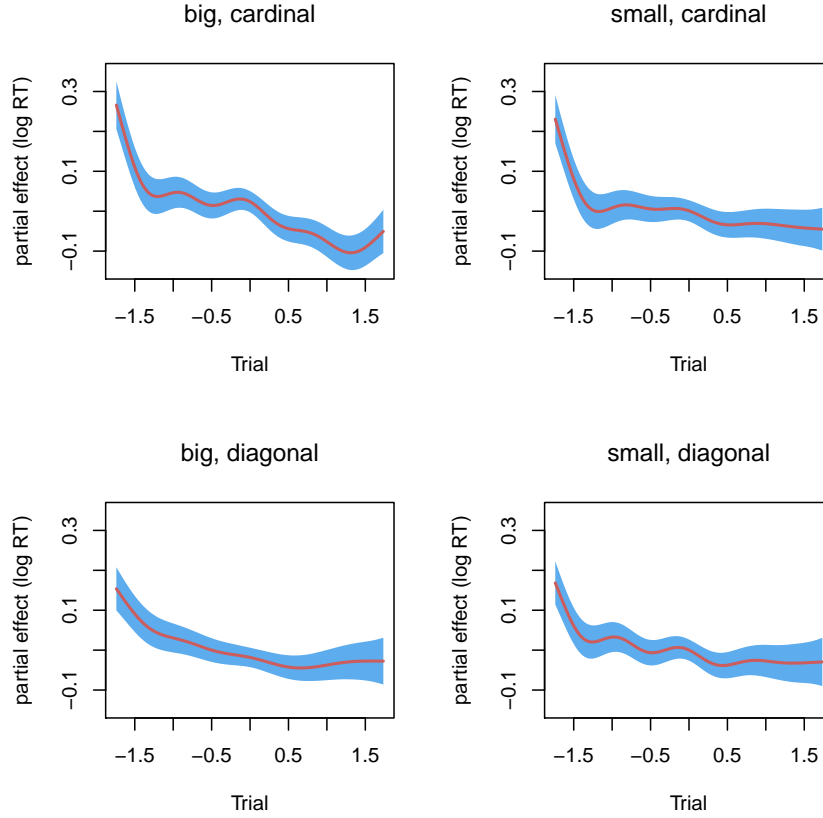 big, cardinal
small, cardinal
partial effect (log RT)
0.3
0.1
−0.1
−1.5 −0.5 0.5 1.5
Trial
partial effect (log RT)
0.3
0.1
−0.1
−1.5 −0.5 0.5 1.5
Trial
big, diagonal
small, diagonal
partial effect (log RT)
0.3
0.1
−0.1
−1.5 −0.5 0.5 1.5
Trial
partial effect (log RT)
0.3
0.1
−0.1
−1.5 −0.5 0.5 1.5
Trial